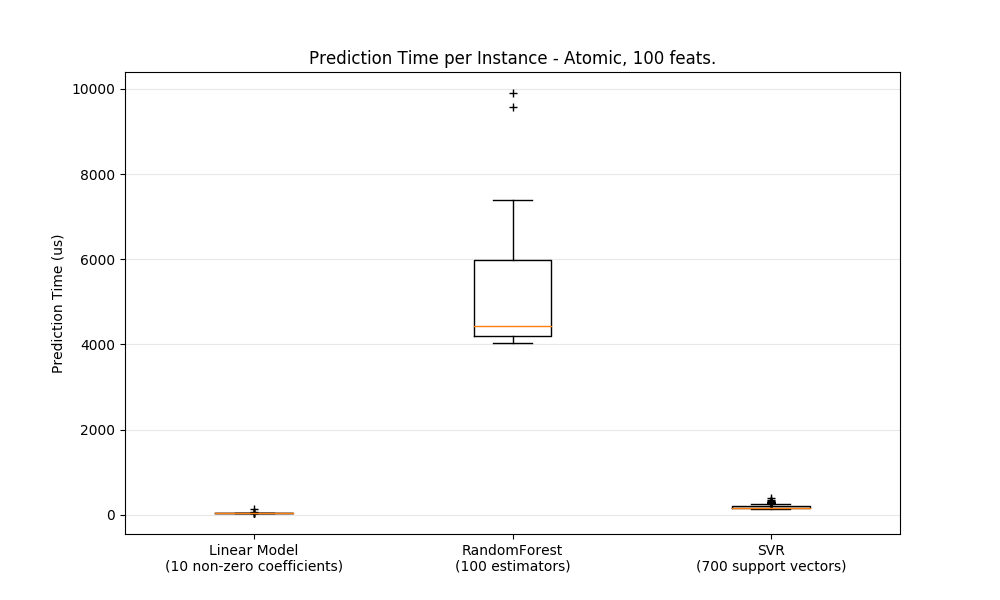 Prediction Time per Instance - Atomic, 100 feats.
Prediction Time (us)
10000
8000
6000
4000
2000
0
Linear Model
(10 non-zero coefficients)
RandomForest
(100 estimators)
SVR
(700 support vectors)